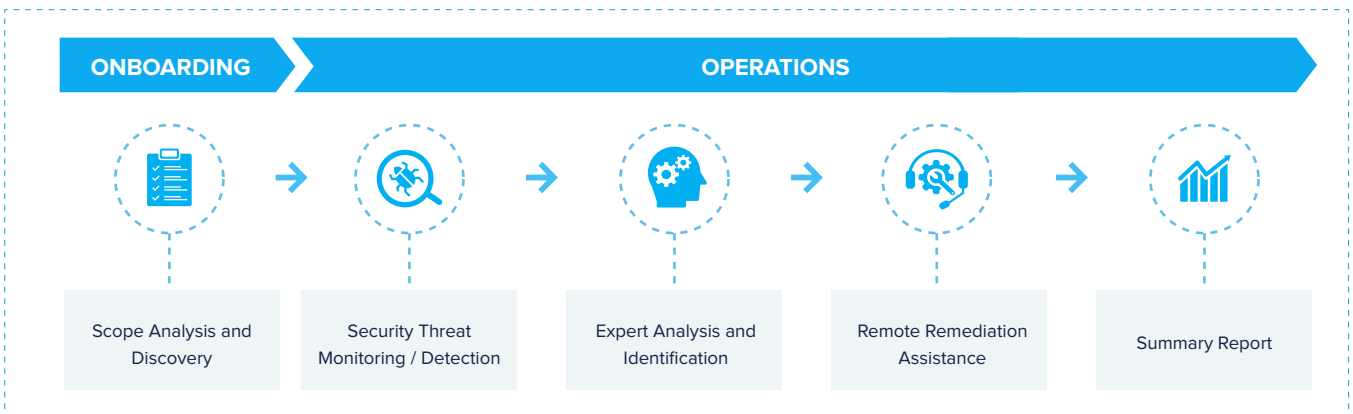 ONBOARDING
OPERATIONS
Scope Analysis and
Discovery
Security Threat
Monitoring / Detection
Expert Analysis and
Identification
Remote Remediation
Assistance
Summary Report